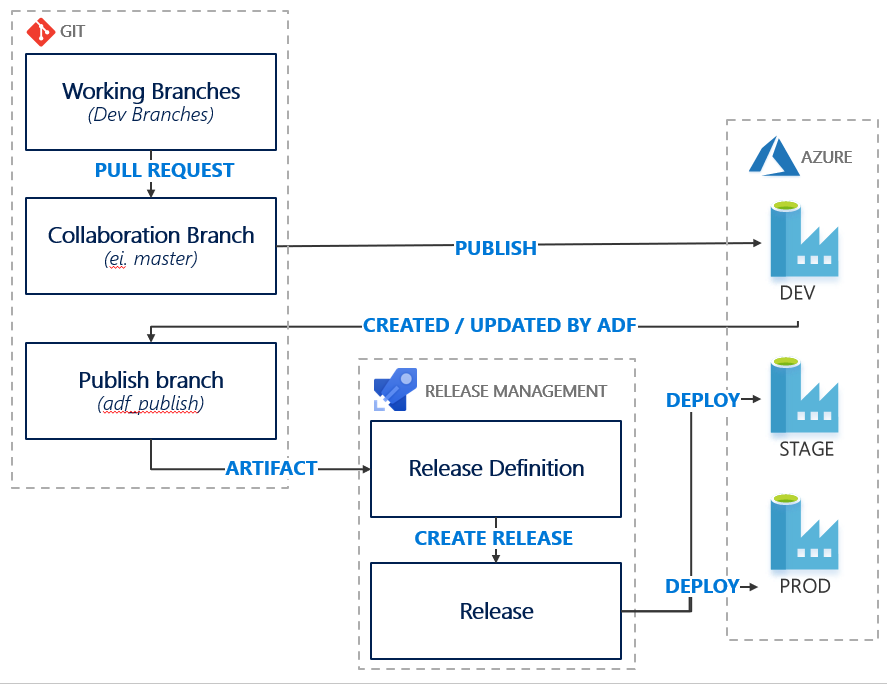 GIT
Working Branches
(Dev Branches)
PULL REQUEST
Collaboration Branch
(ei. master)
PUBLISH
AZURE
DEV
CREATED / UPDATED BY ADF
Publish branch
(adf_publish)
ARTIFACT
RELEASE MANAGEMENT
Release Definition
CREATE RELEASE
Release
DEPLOY
STAGE
DEPLOY
PROD